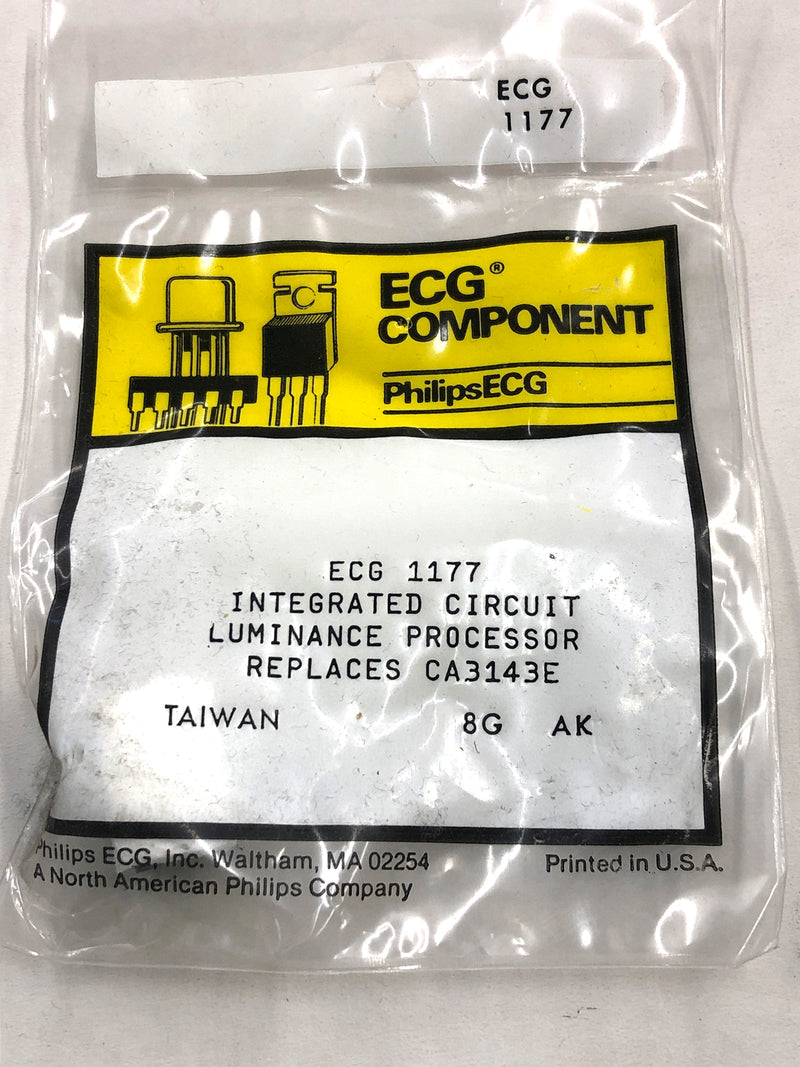 ECG
1177
ECG®
COMPONENT
PhilipsECG
ECG 1177
INTEGRATED CIRCUIT
LUMINANCE PROCESSOR
REPLACES CA3143E
TAIWAN 8G AK
Philips ECG, Inc. Waltham, MA 02254
A North American Philips Company
Printed in U.S.A.